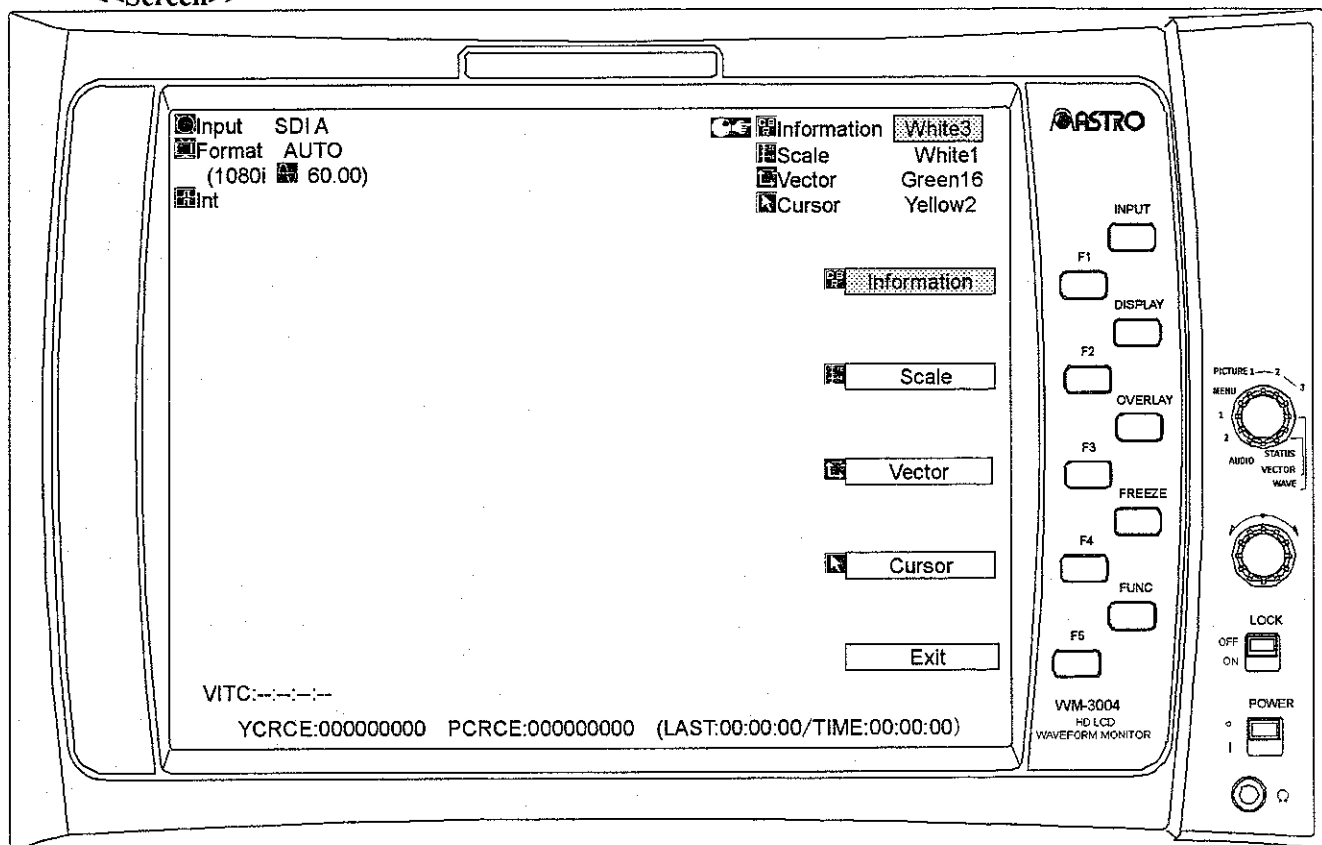 <<Screen>>
Input SDI A
Format AUTO
(1080i 60.00)
Int
Information White3
Scale White1
Vector Green16
Cursor Yellow2
Information
Scale
Vector
Cursor
Exit
VITC:--:--:--:--
YCRCE:000000000 PCRCE:000000000 (LAST:00:00:00/TIME:00:00:00)
ASTRO
INPUT
F1
DISPLAY
F2
OVERLAY
F3
FREEZE
F4
FUNC
F5
WM-3004
HD LCD
WAVEFORM MONITOR
PICTURE 1 2
3
MENU
1
2
AUDIO
STATUS
VECTOR
WAVE
LOCK
OFF
ON
POWER